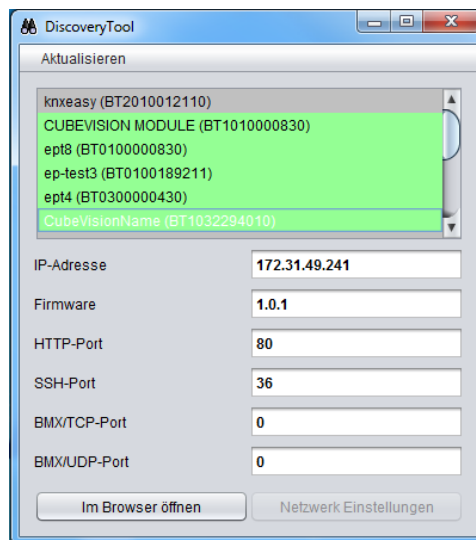 DiscoveryTool
Aktualisieren
knxeasy (BT2010012110)
CUBEVISION MODULE (BT1010000830)
ept8 (BT0100000830)
ep-test3 (BT0100189211)
ept4 (BT0300000430)
CubeVisionName (BT1032294010)
IP-Adresse 172.31.49.241
Firmware 1.0.1
HTTP-Port 80
SSH-Port 36
BMX/TCP-Port 0
BMX/UDP-Port 0
Im Browser öffnen Netzwerk Einstellungen